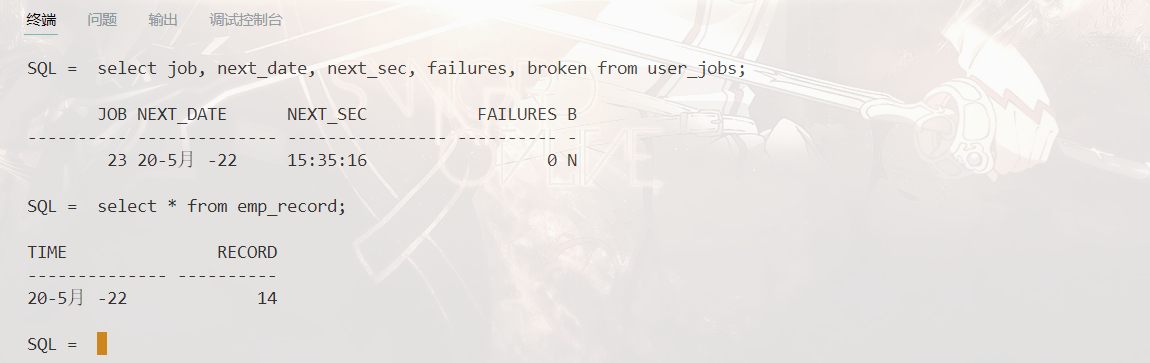 终端 问题 输出 调试控制台
SQL = select job, next_date, next_sec, failures, broken from user_jobs;
JOB NEXT_DATE NEXT_SEC FAILURES B
---------- -------------- ---------------- ---------- -
23 20-5月 -22 15:35:16 0 N
SQL = select * from emp_record;
TIME RECORD
-------------- ----------
20-5月 -22 14
SQL =